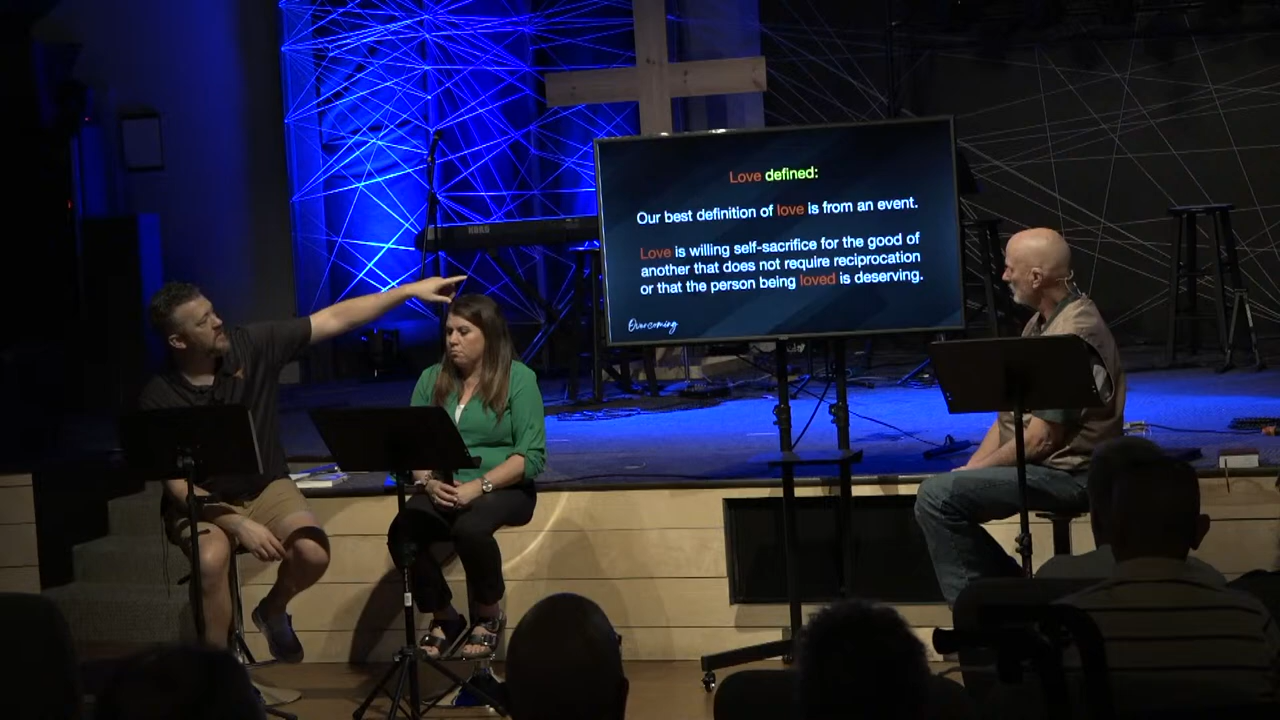 KORG
Love defined:
Our best definition of love is from an event.
Love is willing self-sacrifice for the good of
another that does not require reciprocation
or that the person being loved is deserving.
Overcoming